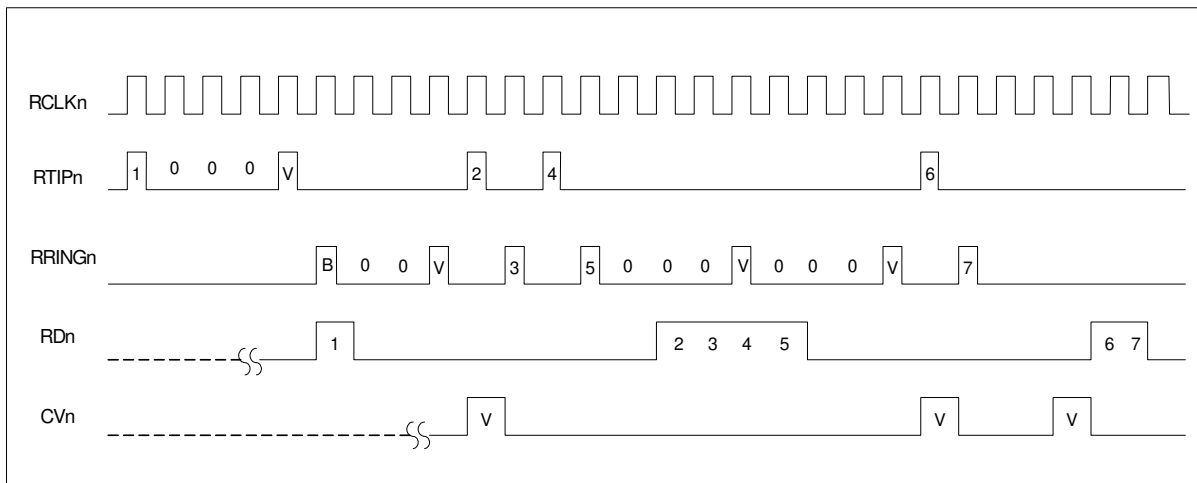 RCLKn
RTIPn 1 0 0 0 V 2 4 6
RRINGn B 0 0 V 3 5 0 0 0 V 0 0 0 V 7
RDn 1 2 3 4 5 6 7
CVn V V V